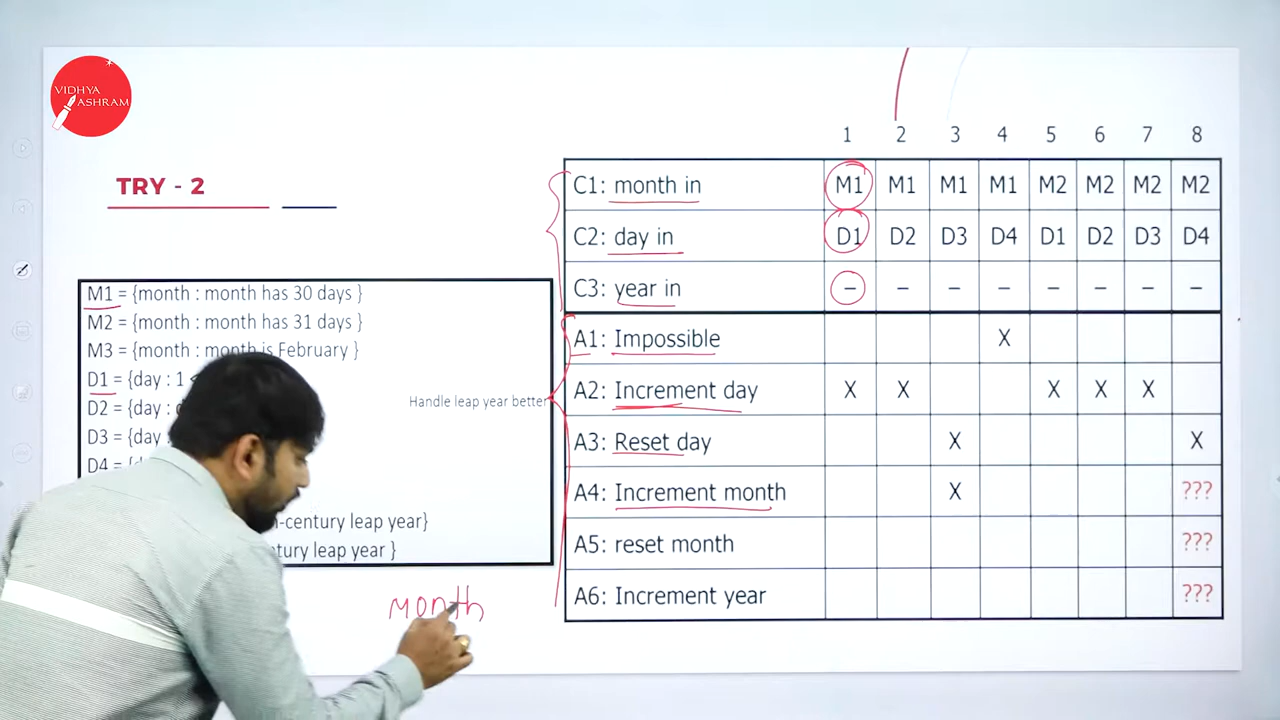 VIDHYA
ASHRAM
TRY - 2
M1 = {month : month has 30 days }
M2 = {month : month has 31 days }
M3 = {month : month is February }
D1 = {day : 1
D2 = {day :
D3 = {day
D4 =
-century leap year}
leap year }
Handle leap year better
month
1 2 3 4 5 6 7 8
C1: month in M1 M1 M1 M1 M2 M2 M2 M2
C2: day in D1 D2 D3 D4 D1 D2 D3 D4
C3: year in – – – – – – – –
A1: Impossible X
A2: Increment day X X X X X
A3: Reset day X X
A4: Increment month X ???
A5: reset month ???
A6: Increment year ???